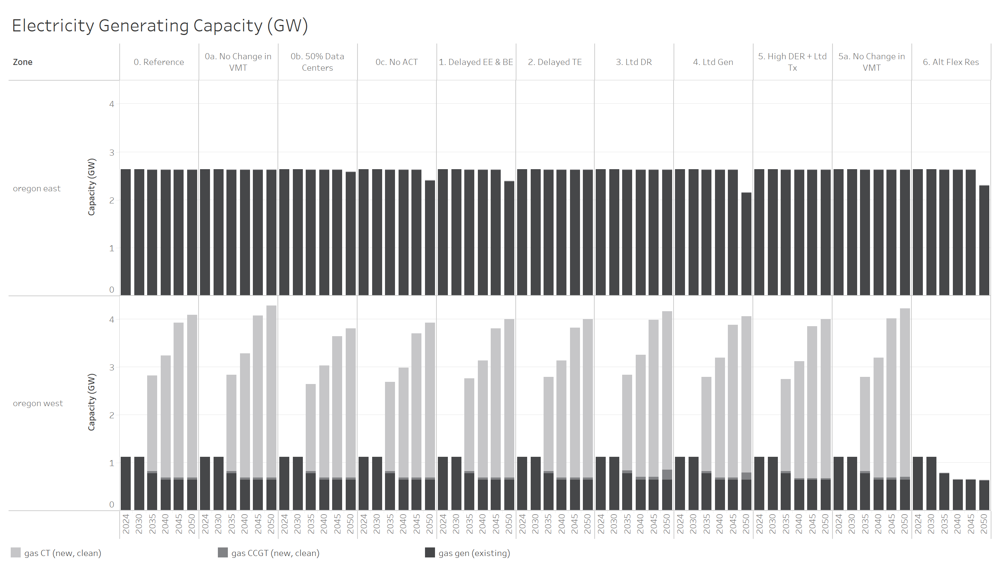 Electricity Generating Capacity (GW)
Zone
0. Reference
0a. No Change in
VMT
0b. 50% Data
Centers
0c. No ACT
1. Delayed EE & BE
2. Delayed TE
3. Ltd DR
4. Ltd Gen
5. High DER + Ltd
Tx
5a. No Change in
VMT
6. Alt Flex Res
oregon east
Capacity (GW)
4
3
2
1
0
oregon west
Capacity (GW)
4
3
2
1
0
2024 2030 2035 2040 2045 2050 2024 2030 2035 2040 2045 2050 2024 2030 2035 2040 2045 2050 2024 2030 2035 2040 2045 2050 2024 2030 2035 2040 2045 2050 2024 2030 2035 2040 2045 2050 2024 2030 2035 2040 2045 2050 2024 2030 2035 2040 2045 2050 2024 2030 2035 2040 2045 2050 2024 2030 2035 2040 2045 2050 2024 2030 2035 2040 2045 2050
gas CT (new, clean)
gas CCGT (new, clean)
gas gen (existing)